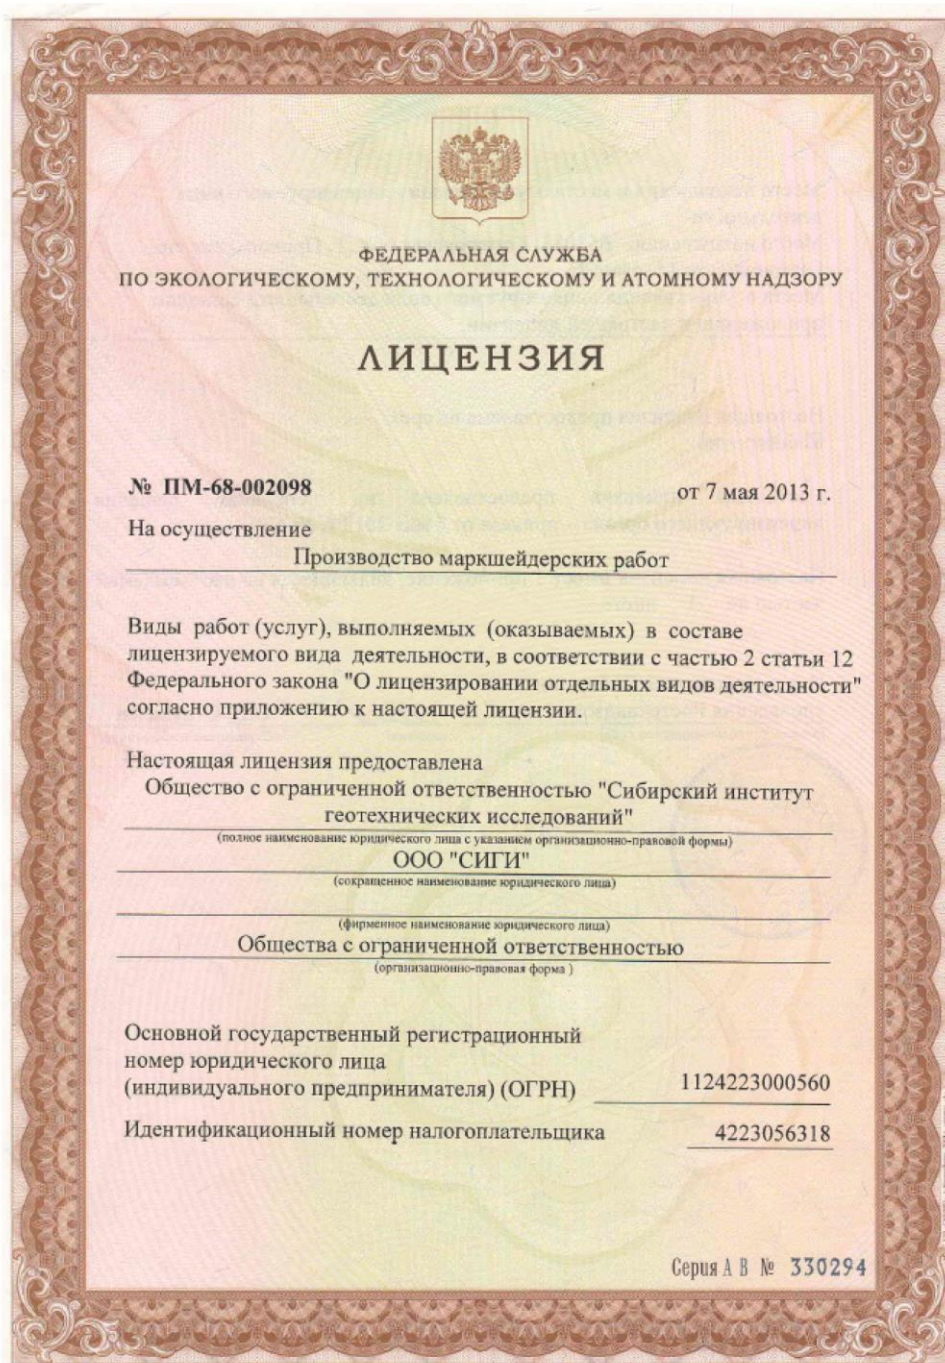 ФЕДЕРАЛЬНАЯ СЛУЖБА
ПО ЭКОЛОГИЧЕСКОМУ, ТЕХНОЛОГИЧЕСКОМУ И АТОМНОМУ НАДЗОРУ
ЛИЦЕНЗИЯ
№ ПМ-68-002098
от 7 мая 2013 г.
На осуществление
Производство маркшейдерских работ
Виды работ (услуг), выполняемых (оказываемых) в составе
лицензируемого вида деятельности, в соответствии с частью 2 статьи 12
Федерального закона "О лицензировании отдельных видов деятельности"
согласно приложению к настоящей лицензии.
Настоящая лицензия предоставлена
Общество с ограниченной ответственностью "Сибирский институт
геотехнических исследований"
(полное наименование юридического лица с указанием организационно-правовой формы)
ООО "СИГИ"
(сокращенное наименование юридического лица)
(фирменное наименование юридического лица)
Общества с ограниченной ответственностью
(организационно-правовая форма )
Основной государственный регистрационный
номер юридического лица
(индивидуального предпринимателя) (ОГРН)
1124223000560
Идентификационный номер налогоплательщика
4223056318
Серия А В № 330294